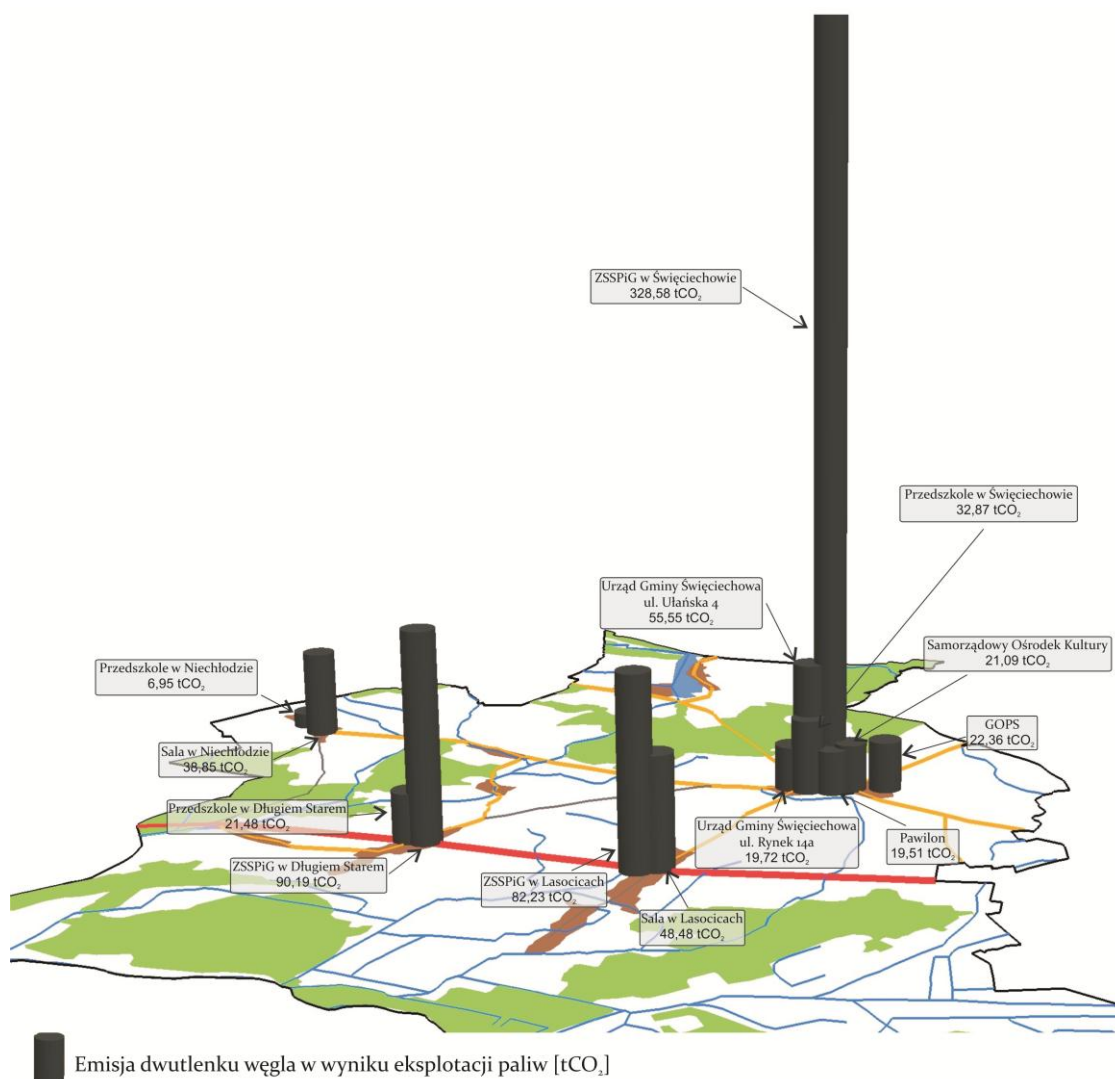 ZSSPiG w Święciechowie
328,58 tCO₂
Przedszkole w Święciechowie
32,87 tCO₂
Urząd Gminy Święciechowa
ul. Ułańska 4
55,55 tCO₂
Samorządowy Ośrodek Kultury
21,09 tCO₂
Przedszkole w Niechłodzie
6,95 tCO₂
GOPS
22,36 tCO₂
Sala w Niechłodzie
38,85 tCO₂
Przedszkole w Długiem Starem
21,48 tCO₂
Urząd Gminy Święciechowa
ul. Rynek 14a
19,72 tCO₂
Pawilon
19,51 tCO₂
ZSSPiG w Długiem Starem
90,19 tCO₂
ZSSPiG w Lasocicach
82,23 tCO₂
Sala w Lasocicach
48,48 tCO₂
Emisja dwutlenku węgla w wyniku eksplotacji paliw [tCO₂]